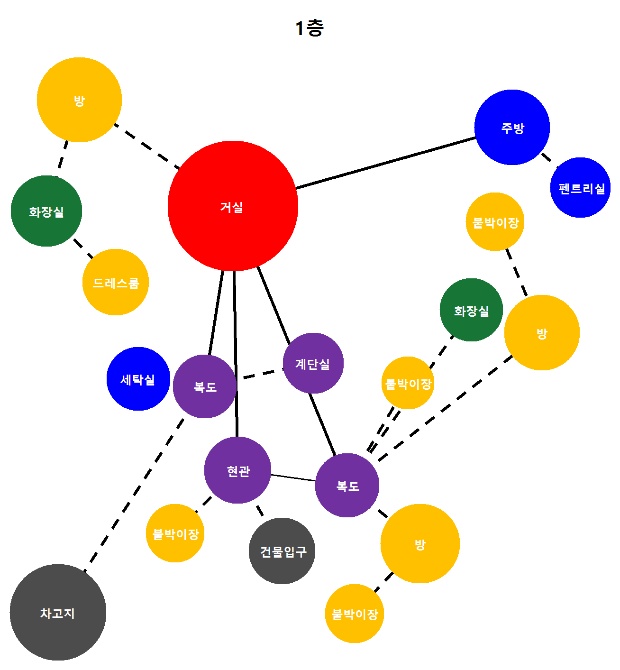 1층
방
주방
펜트리실
화장실
거실
붙박이장
드레스룸
화장실
방
세탁실
복도
계단실
붙박이장
현관
복도
붙박이장
건물입구
방
차고지
붙박이장